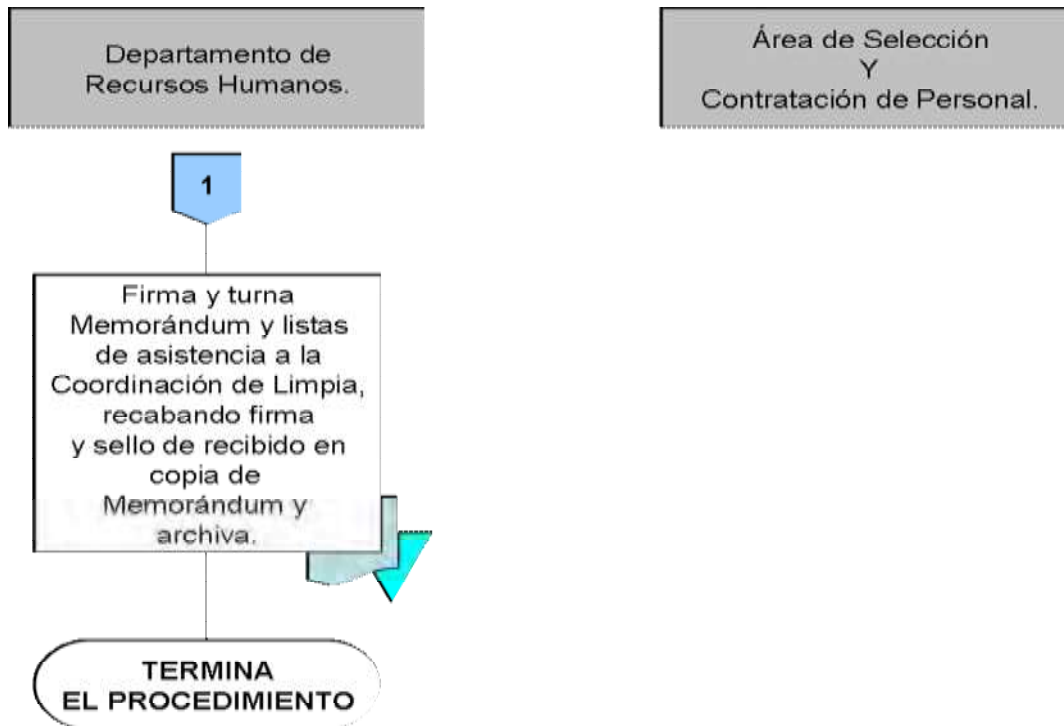 Departamento de
Recursos Humanos.
Área de Selección
Y
Contratación de Personal.
1
Firma y turna
Memorándum y listas
de asistencia a la
Coordinación de Limpia,
recabando firma
y sello de recibido en
copia de
Memorándum y
archiva.
TERMINA
EL PROCEDIMIENTO